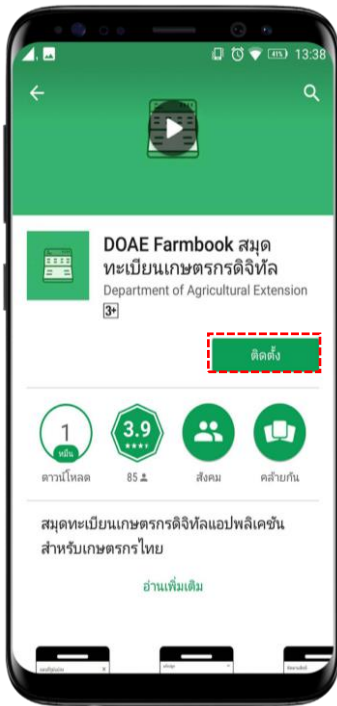 41% 13:38
DOAE Farmbook สมุด
ทะเบียนเกษตรกรดิจิทัล
Department of Agricultural Extension
3+
ติดตั้ง
1
หมื่น
3.9
ดาวน์โหลด
85
สังคม
คล้ายกัน
สมุดทะเบียนเกษตรกรดิจิทัลแอปพลิเคชัน
สำหรับเกษตรกรไทย
อ่านเพิ่มเติม